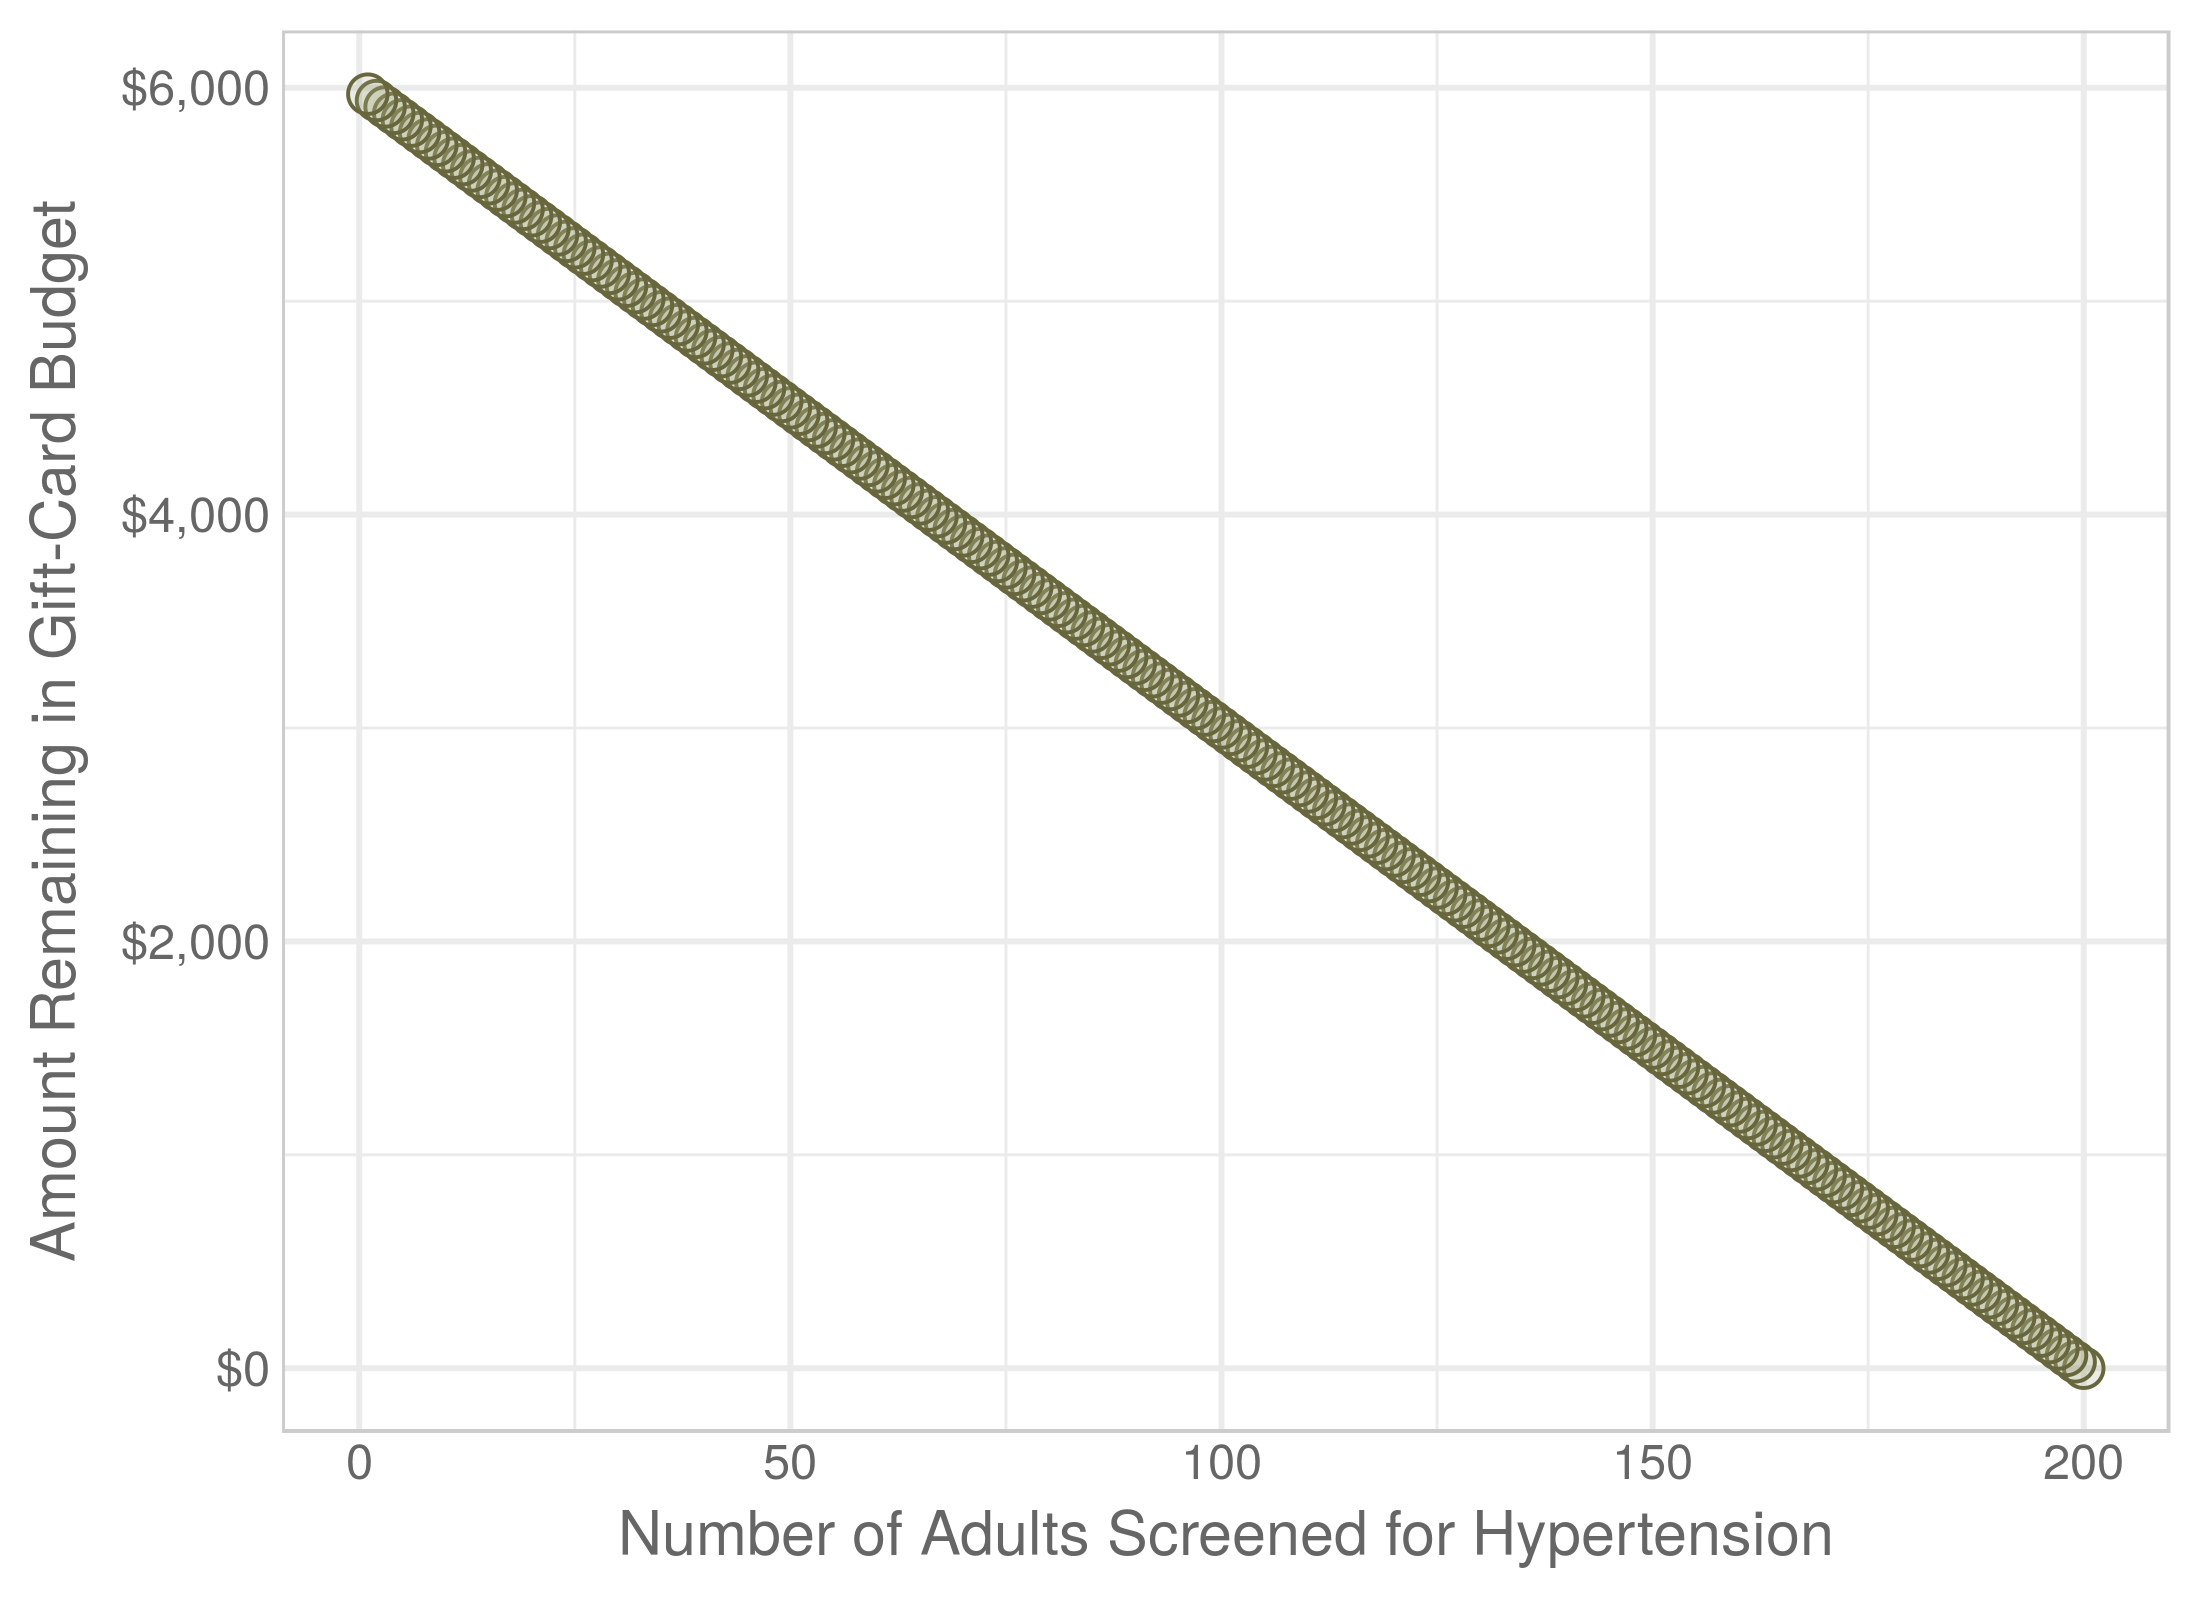 Amount Remaining in Gift-Card Budget
$6,000
$4,000
$2,000
$0
0 50 100 150 200
Number of Adults Screened for Hypertension